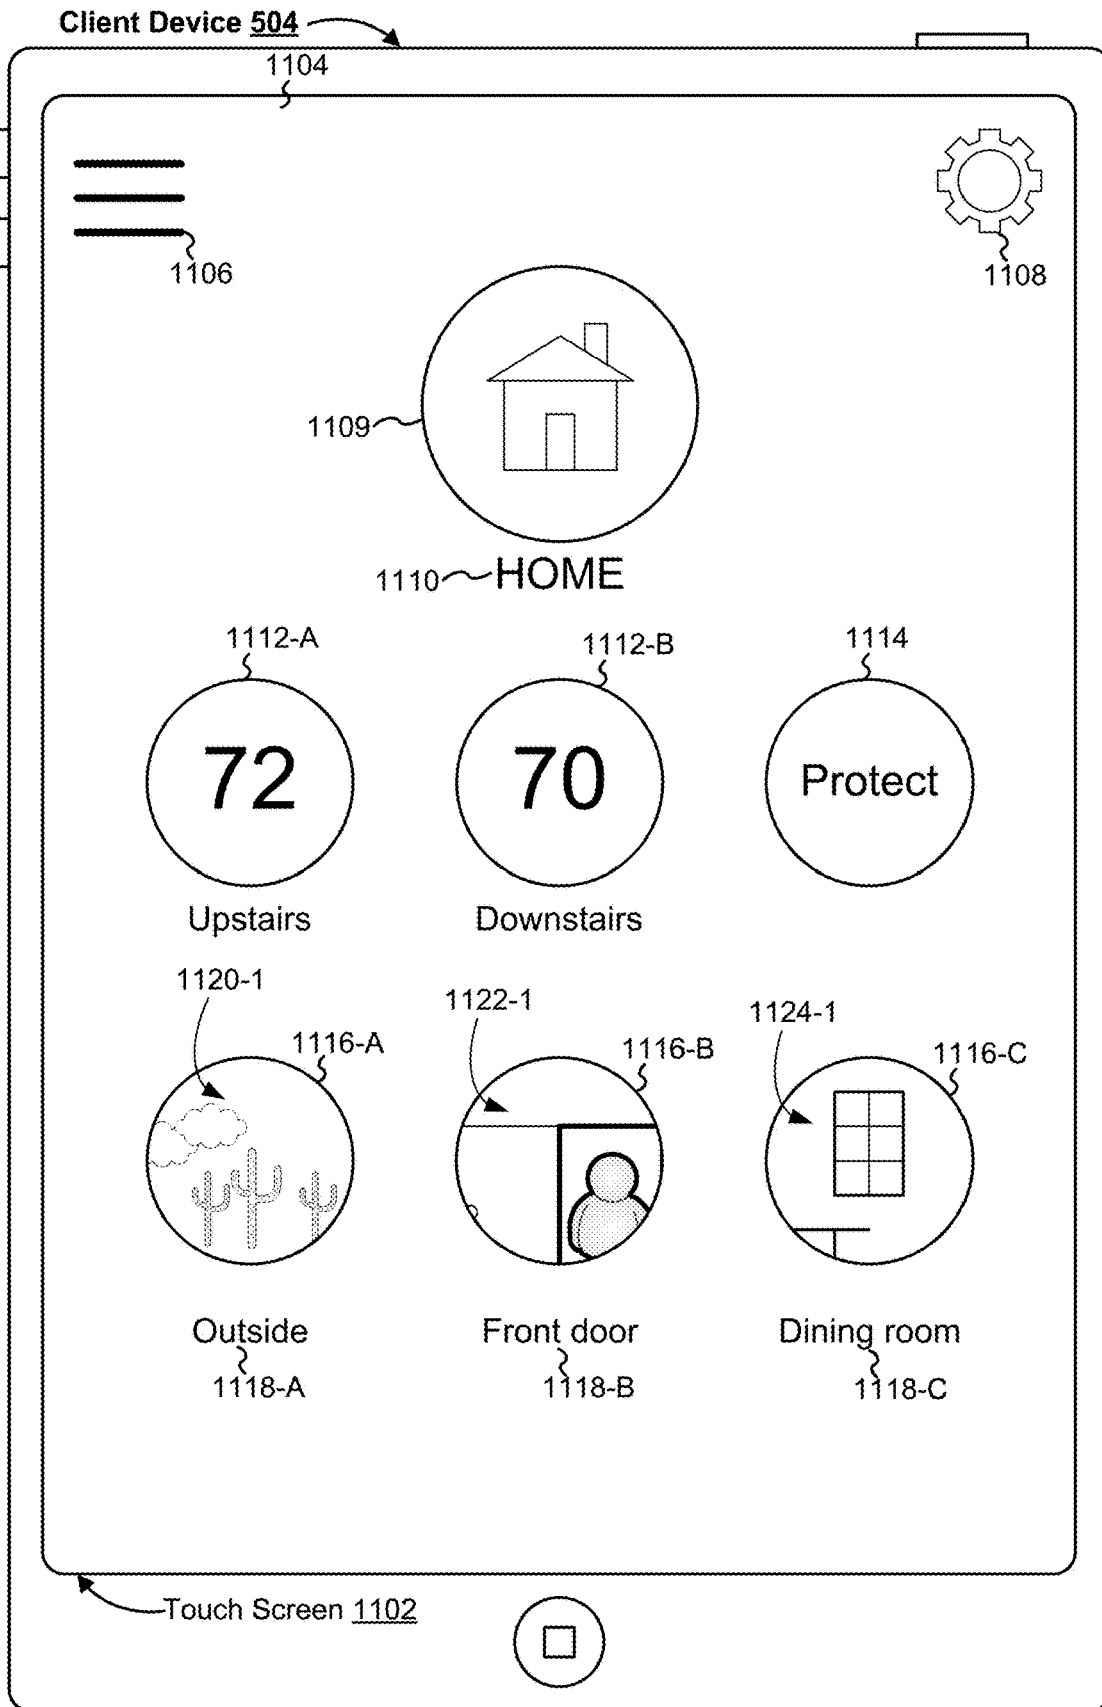 Client Device 504
1104
1106
1108
1109
1110 HOME
1112-A 1112-B 1114
72 70 Protect
Upstairs Downstairs
1120-1 1122-1 1124-1
1116-A 1116-B 1116-C
Outside Front door Dining room
1118-A 1118-B 1118-C
Touch Screen 1102